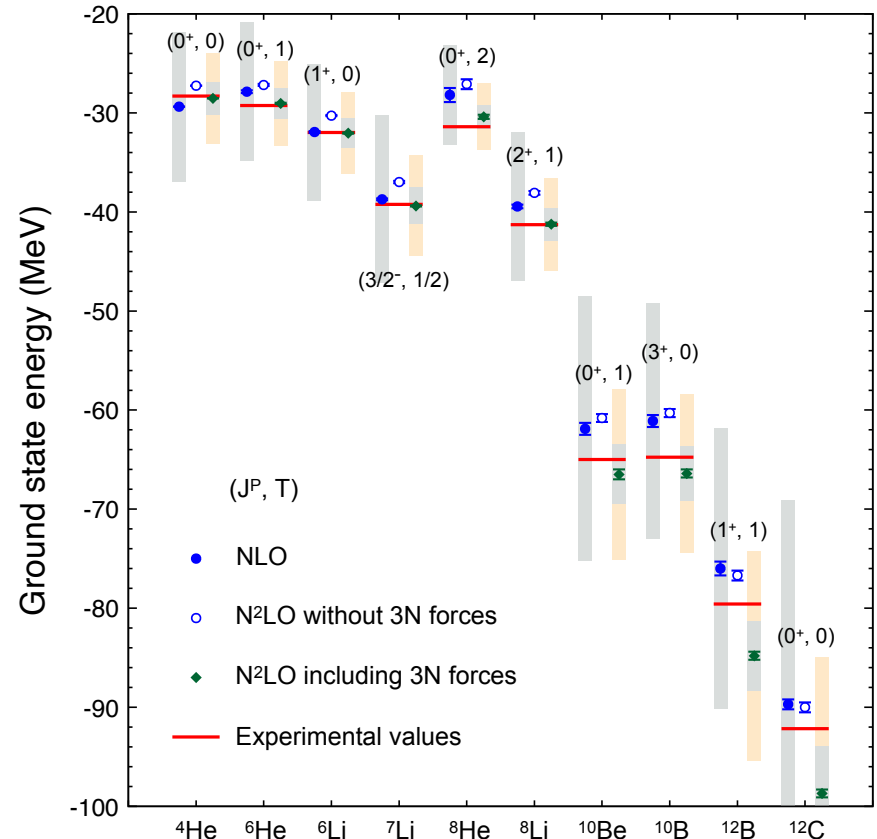 Ground state energy (MeV)
-20
-30
-40
-50
-60
-70
-80
-90
-100
(0⁺, 0)
(0⁺, 1)
(1⁺, 0)
(3/2⁻, 1/2)
(0⁺, 2)
(2⁺, 1)
(0⁺, 1)
(3⁺, 0)
(1⁺, 1)
(0⁺, 0)
(Jᴾ, T)
NLO
N²LO without 3N forces
N²LO including 3N forces
Experimental values
⁴He ⁶He ⁶Li ⁷Li ⁸He ⁸Li ¹⁰Be ¹⁰B ¹²B ¹²C